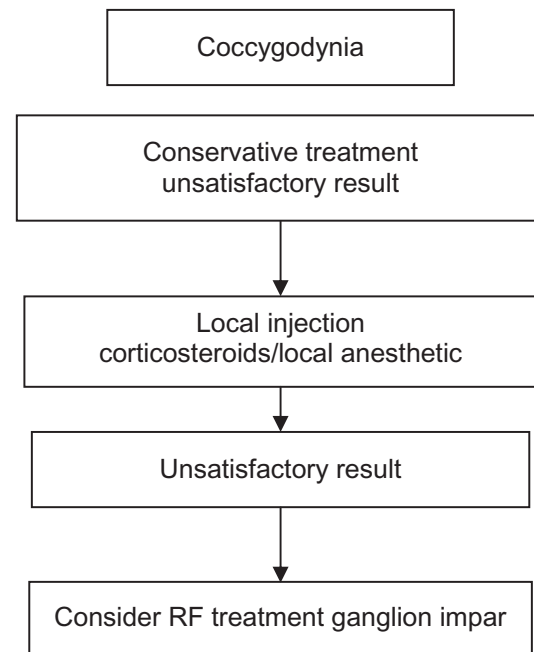 Coccygodynia
Conservative treatment
unsatisfactory result
Local injection
corticosteroids/local anesthetic
Unsatisfactory result
Consider RF treatment ganglion impar